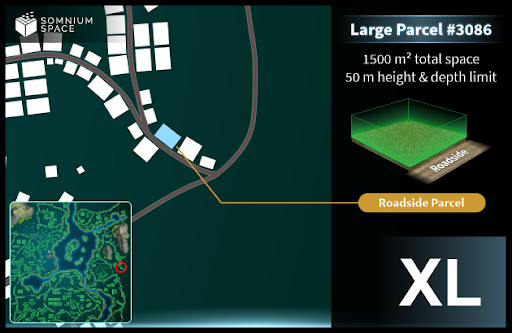 SOMNIUM
SPACE
Large Parcel #3086
1500 m² total space
50 m height & depth limit
Roadside
Roadside Parcel
XL